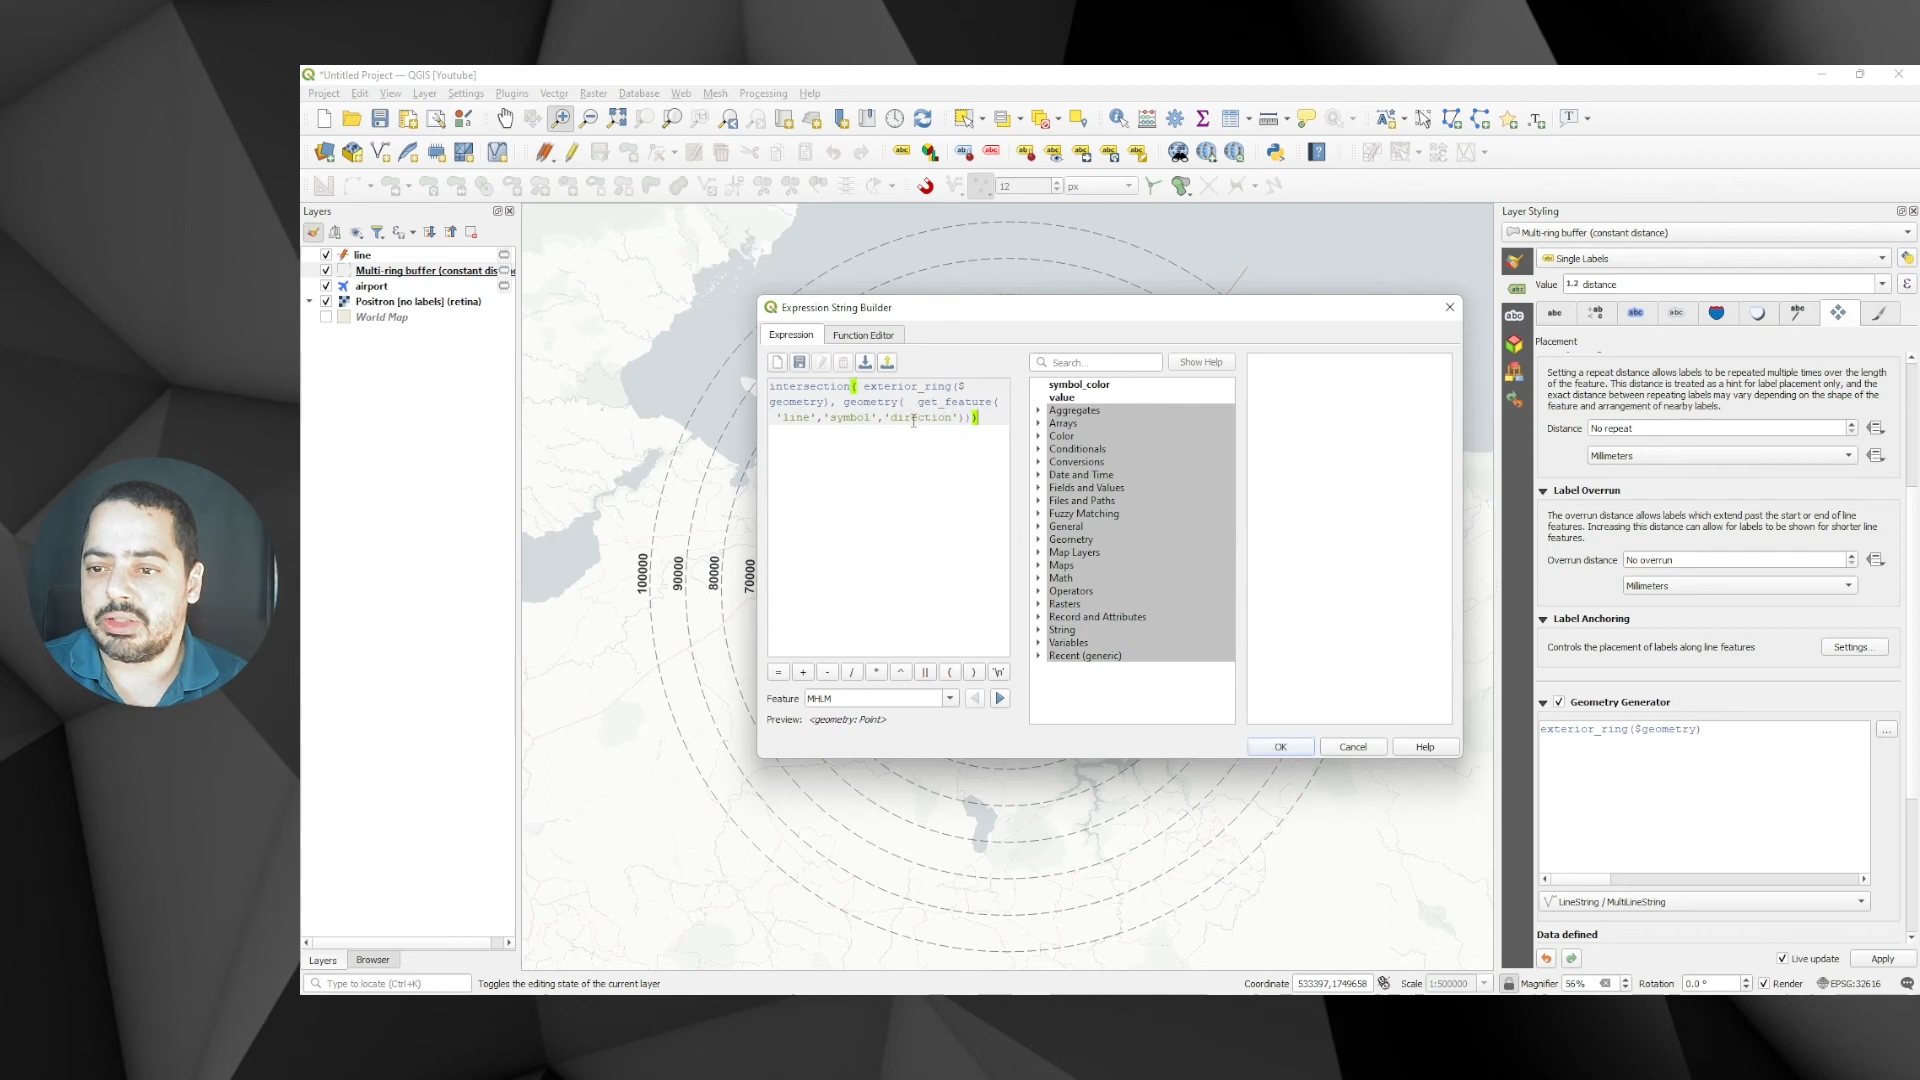 *Untitled Project — QGIS [Youtube]
Project Edit View Layer Settings Plugins Vector Raster Database Web Mesh Processing Help
12 px
Layers
line
Multi-ring buffer (constant dis
airport
Positron [no labels] (retina)
World Map
100000 90000 80000 70000
Expression String Builder
Expression Function Editor
intersection( exterior_ring($
geometry), geometry( get_feature(
'line','symbol','direction')))
= + - / * ^ || ( ) '\n'
Feature MHLM
Preview: <geometry: Point>
Search... Show Help
symbol_color
value
Aggregates
Arrays
Color
Conditionals
Conversions
Date and Time
Fields and Values
Files and Paths
Fuzzy Matching
General
Geometry
Map Layers
Maps
Math
Operators
Rasters
Record and Attributes
String
Variables
Recent (generic)
OK Cancel Help
Layer Styling
Multi-ring buffer (constant distance)
Single Labels
Value 1.2 distance
Placement
Setting a repeat distance allows labels to be repeated multiple times over the length
of the feature. This is treated as a hint for label placement only, and the
exact distance between repeating labels may vary depending on the shape of the
feature and arrangement of nearby labels.
Distance No repeat
Millimeters
Label Overrun
The overrun distance allows labels which extend past the start or end of line
features. Increasing this distance can allow for labels to be shown for shorter line
features.
Overrun distance No overrun
Millimeters
Label Anchoring
Controls the placement of labels along line features Settings...
Geometry Generator
exterior_ring($geometry)
...
LineString / MultiLineString
Data defined
Live update Apply
Layers Browser
Type to locate (Ctrl+K) Toggles the editing state of the current layer Coordinate 533397,1749658 Scale 1:500000 Magnifier 56% Rotation 0.0 ° Render EPSG:32616